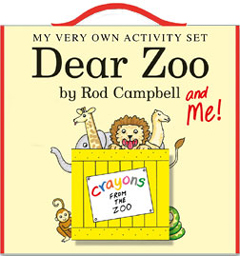 MY VERY OWN ACTIVITY SET
Dear Zoo
by Rod Campbell and
Me!
Crayons
FROM
THE
ZOO